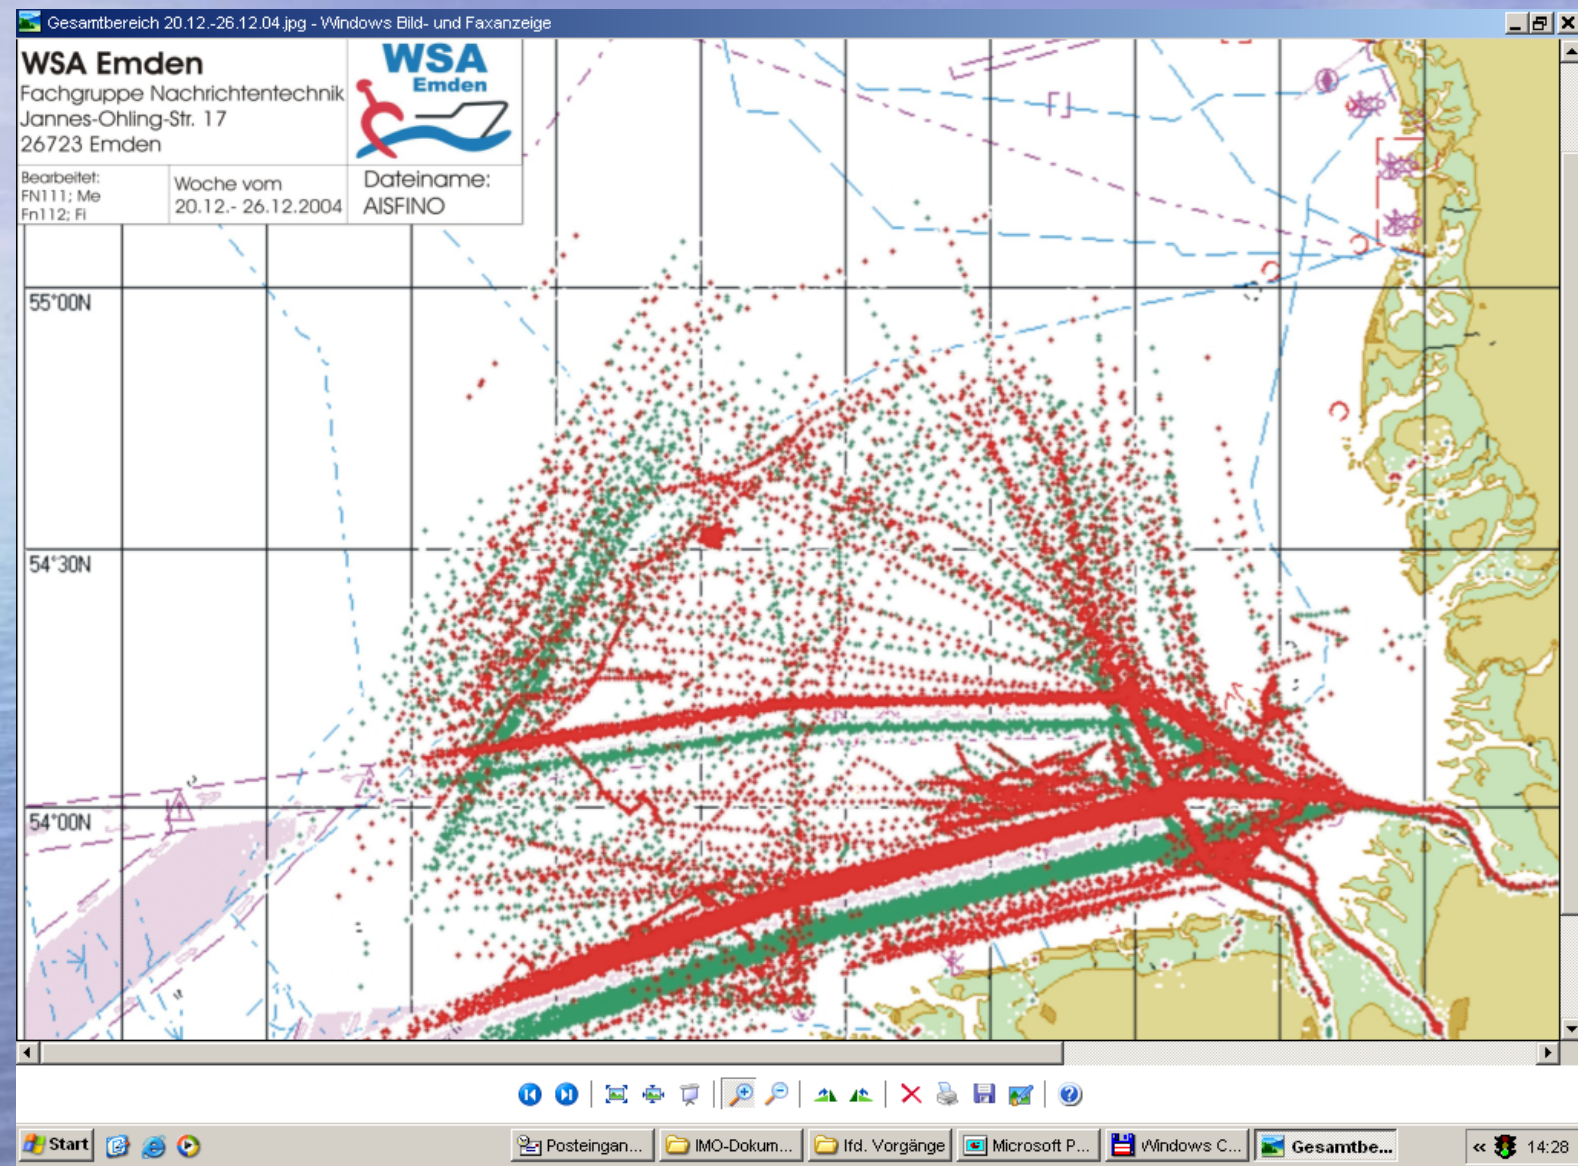 Gesamtbereich 20.12.-26.12.04.jpg - Windows Bild- und Faxanzeige
WSA Emden
Fachgruppe Nachrichtentechnik
Jannes-Ohling-Str. 17
26723 Emden
WSA
Emden
Bearbeitet:
FN111; Me
Fn112; Fi
Woche vom
20.12.- 26.12.2004
Dateiname:
AISFINO
55°00N
54°30N
54°00N
Start
Posteingan...
IMO-Dokum...
lfd. Vorgänge
Microsoft P...
Windows C...
Gesamtbe...
14:28